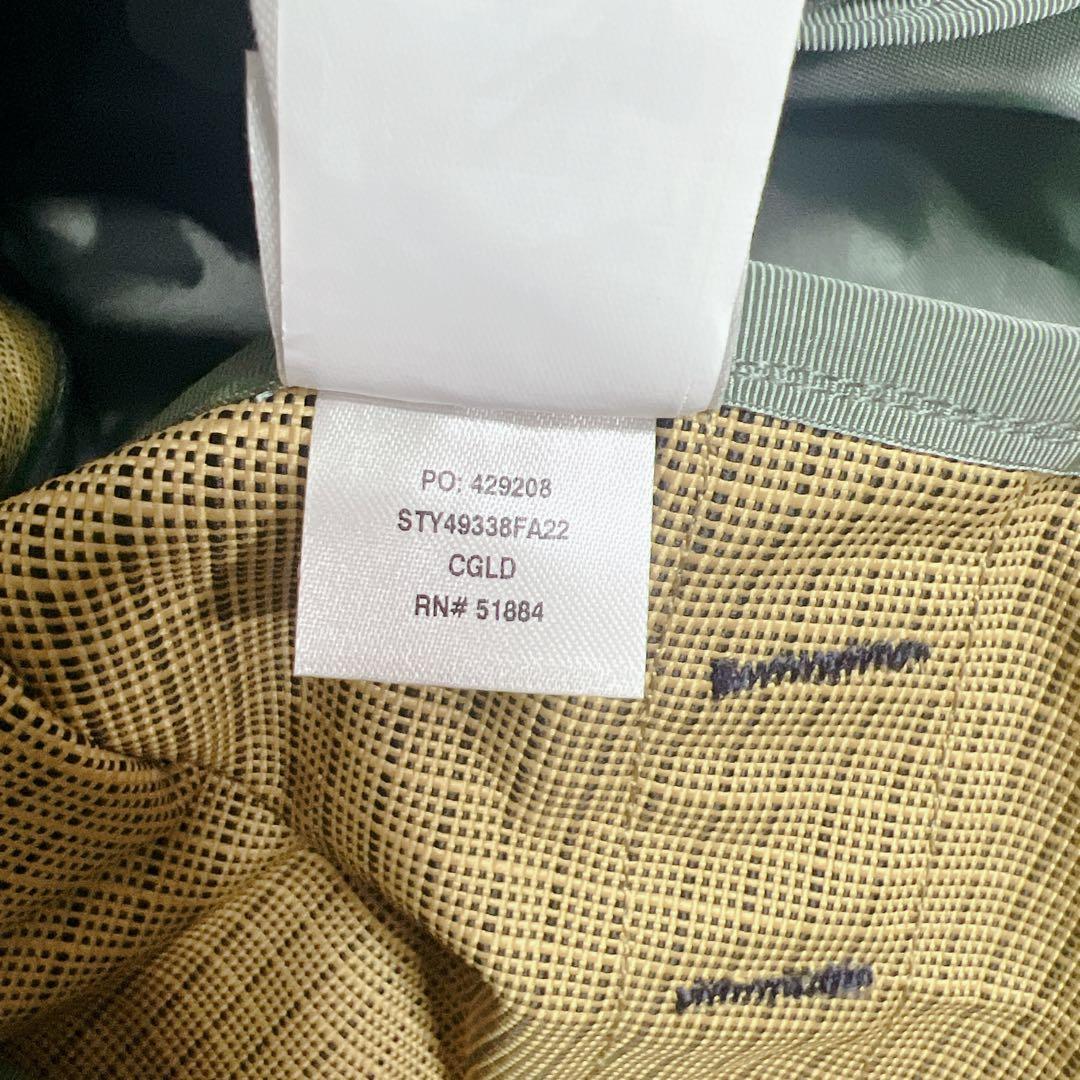 PO: 429208
STY49338FA22
CGLD
RN# 51884